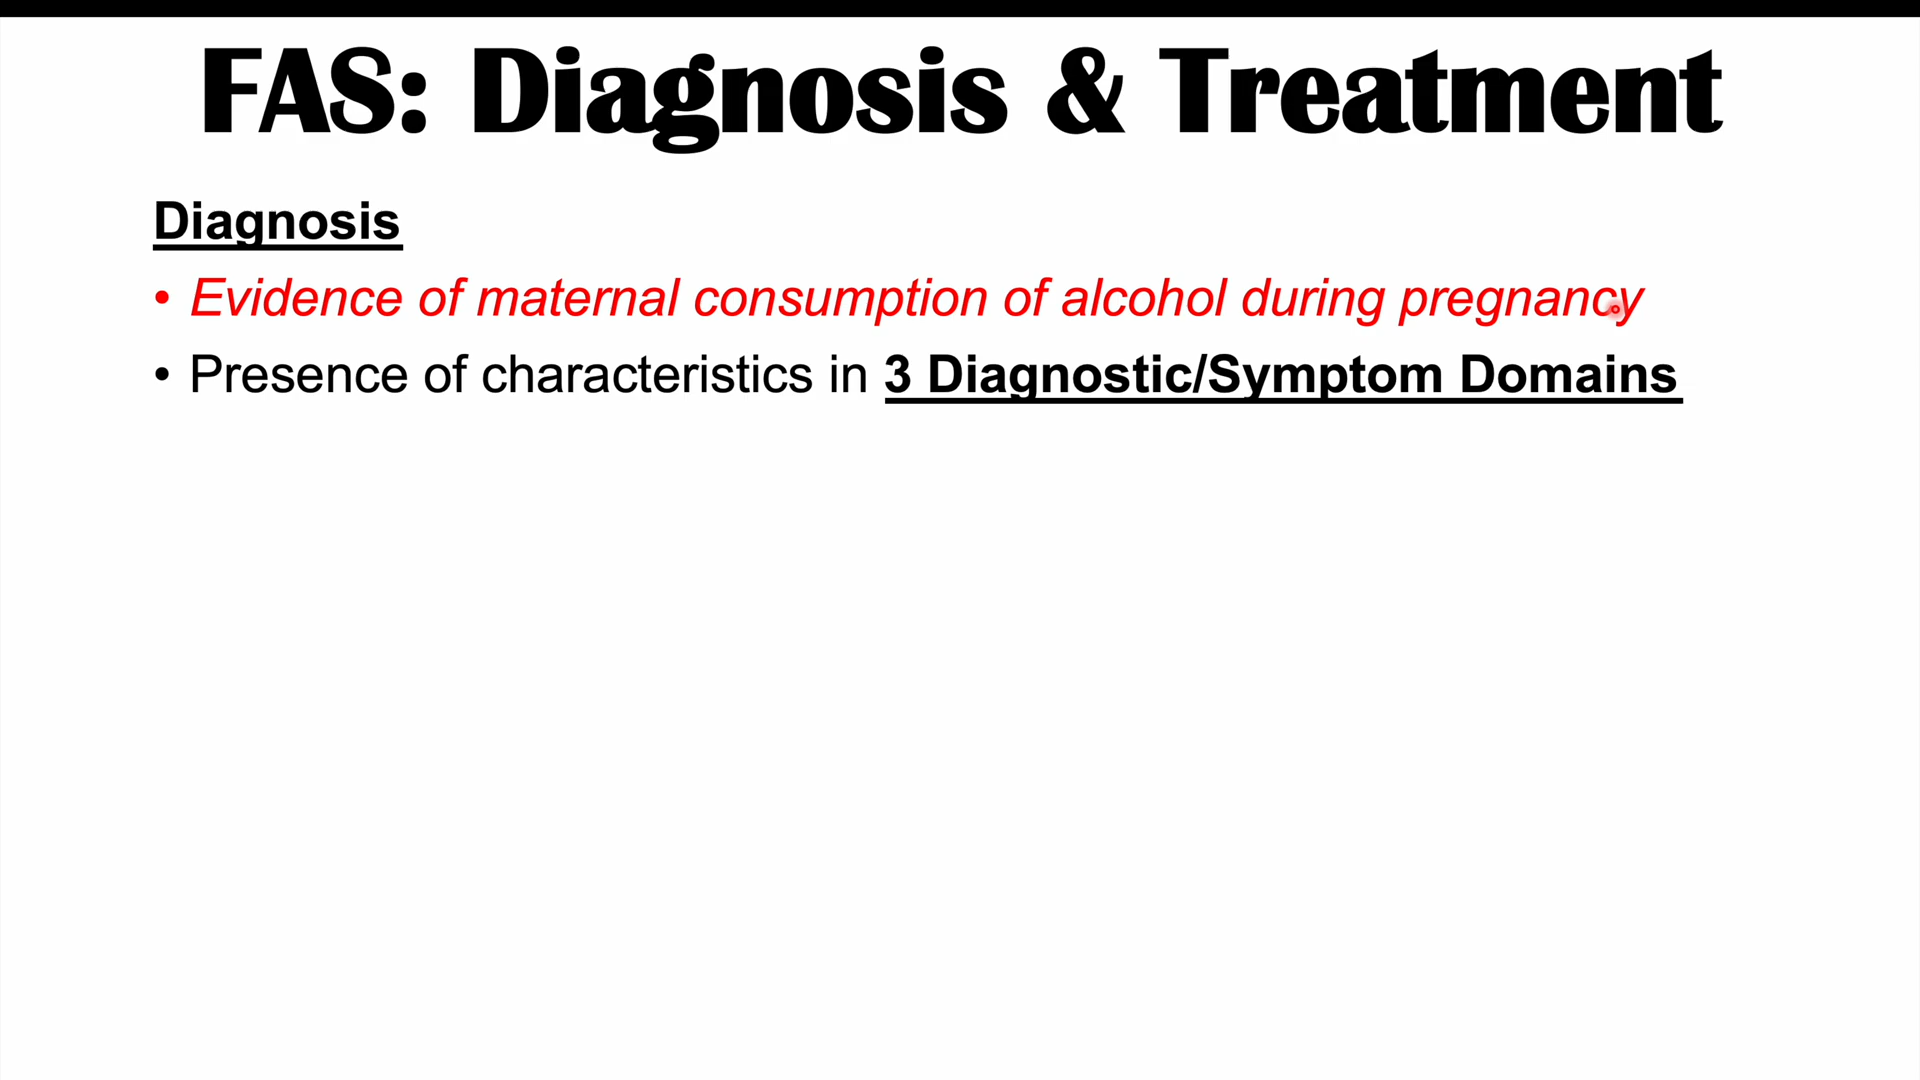 FAS: Diagnosis & Treatment
Diagnosis
• Evidence of maternal consumption of alcohol during pregnancy
• Presence of characteristics in 3 Diagnostic/Symptom Domains